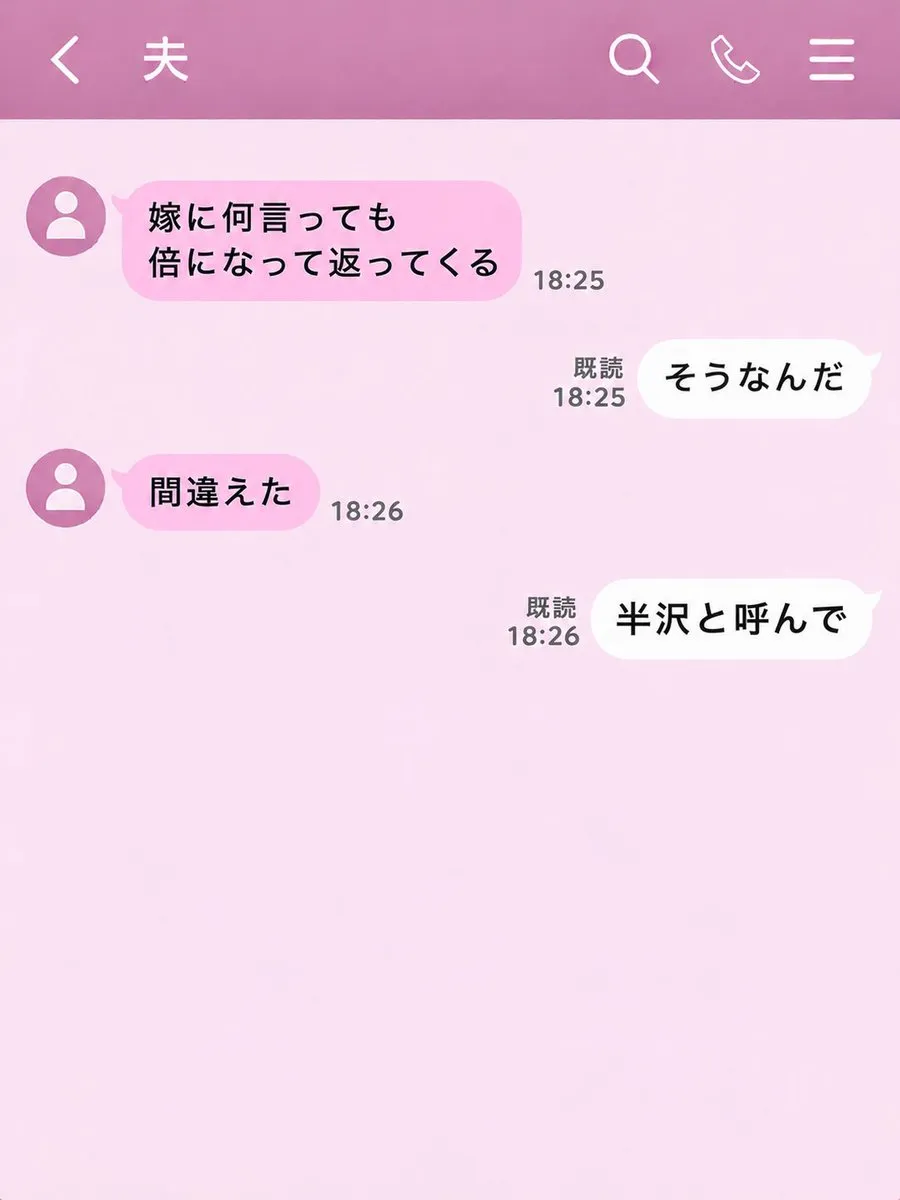 夫
嫁に何言っても
倍になって返ってくる
18:25
既読
18:25
そうなんだ
間違えた
18:26
既読
18:26
半沢と呼んで